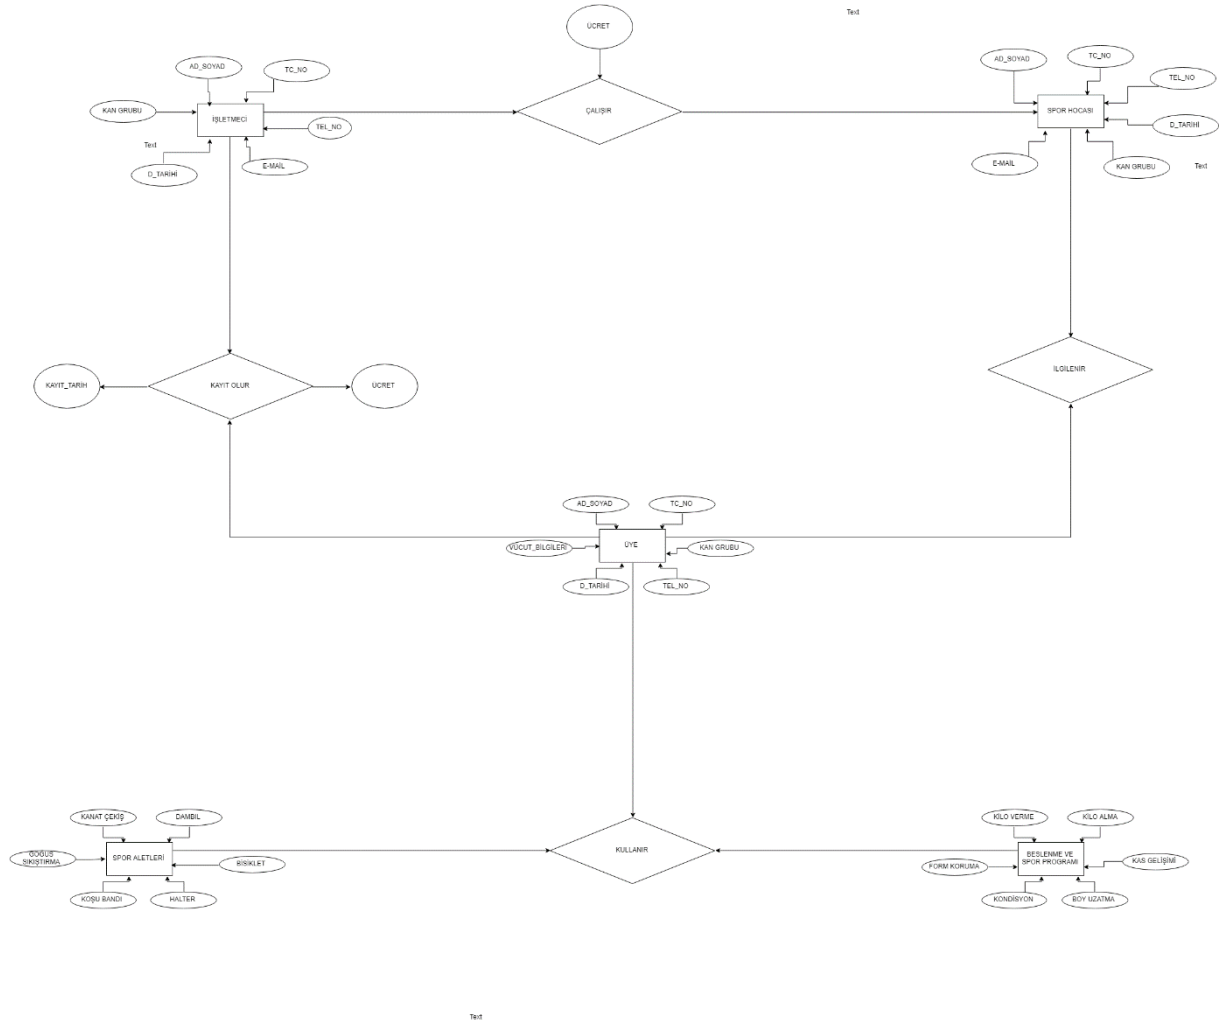 Text
ÜCRET
AD_SOYAD
TC_NO
KAN GRUBU
İŞLETMECİ
TEL_NO
Text
D_TARİHİ
E-MAİL
ÇALIŞIR
AD_SOYAD
TC_NO
TEL_NO
SPOR HOCASI
D_TARİHİ
E-MAİL
KAN GRUBU
Text
KAYIT_TARİH
KAYIT OLUR
ÜCRET
İLGİLENİR
AD_SOYAD
TC_NO
VÜCUT_BİLGİLERİ
ÜYE
KAN GRUBU
D_TARİHİ
TEL_NO
KANAT ÇEKİŞ
DAMBIL
GÖĞÜS
SIKIŞTIRMA
SPOR ALETLERİ
BİSİKLET
KOŞU BANDI
HALTER
KULLANIR
KİLO VERME
KİLO ALMA
FORM KORUMA
BESLENME VE
SPOR PROGRAMI
KAS GELİŞİMİ
KONDİSYON
BOY UZATMA
Text